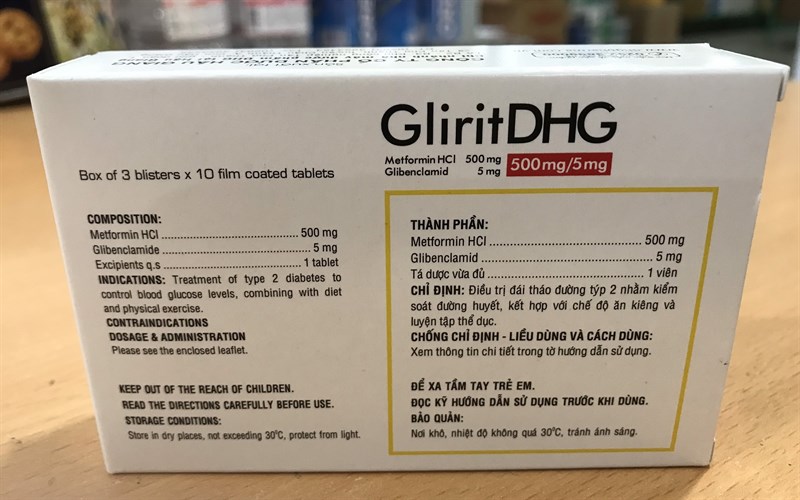 CÔNG TY CỔ PHẦN DƯỢC HẬU GIANG
GliritDHG
Metformin HCl 500 mg
Glibenclamid 5 mg
500mg/5mg
Box of 3 blisters x 10 film coated tablets
COMPOSITION:
Metformin HCl ........................................ 500 mg
Glibenclamide ........................................ 5 mg
Excipients q.s ........................................ 1 tablet
INDICATIONS: Treatment of type 2 diabetes to
control blood glucose levels, combining with diet
and physical exercise.
CONTRAINDICATIONS
DOSAGE & ADMINISTRATION
Please see the enclosed leaflet.
KEEP OUT OF THE REACH OF CHILDREN.
READ THE DIRECTIONS CAREFULLY BEFORE USE.
STORAGE CONDITIONS:
Store in dry places, not exceeding 30°C, protect from light.
THÀNH PHẦN:
Metformin HCl ........................................ 500 mg
Glibenclamid ........................................ 5 mg
Tá dược vừa đủ ........................................ 1 viên
CHỈ ĐỊNH: Điều trị đái tháo đường týp 2 nhằm kiểm
soát đường huyết, kết hợp với chế độ ăn kiêng và
luyện tập thể dục.
CHỐNG CHỈ ĐỊNH - LIỀU DÙNG VÀ CÁCH DÙNG:
Xem thông tin chi tiết trong tờ hướng dẫn sử dụng.
ĐỂ XA TẦM TAY TRẺ EM.
ĐỌC KỸ HƯỚNG DẪN SỬ DỤNG TRƯỚC KHI DÙNG.
BẢO QUẢN:
Nơi khô, nhiệt độ không quá 30°C, tránh ánh sáng.